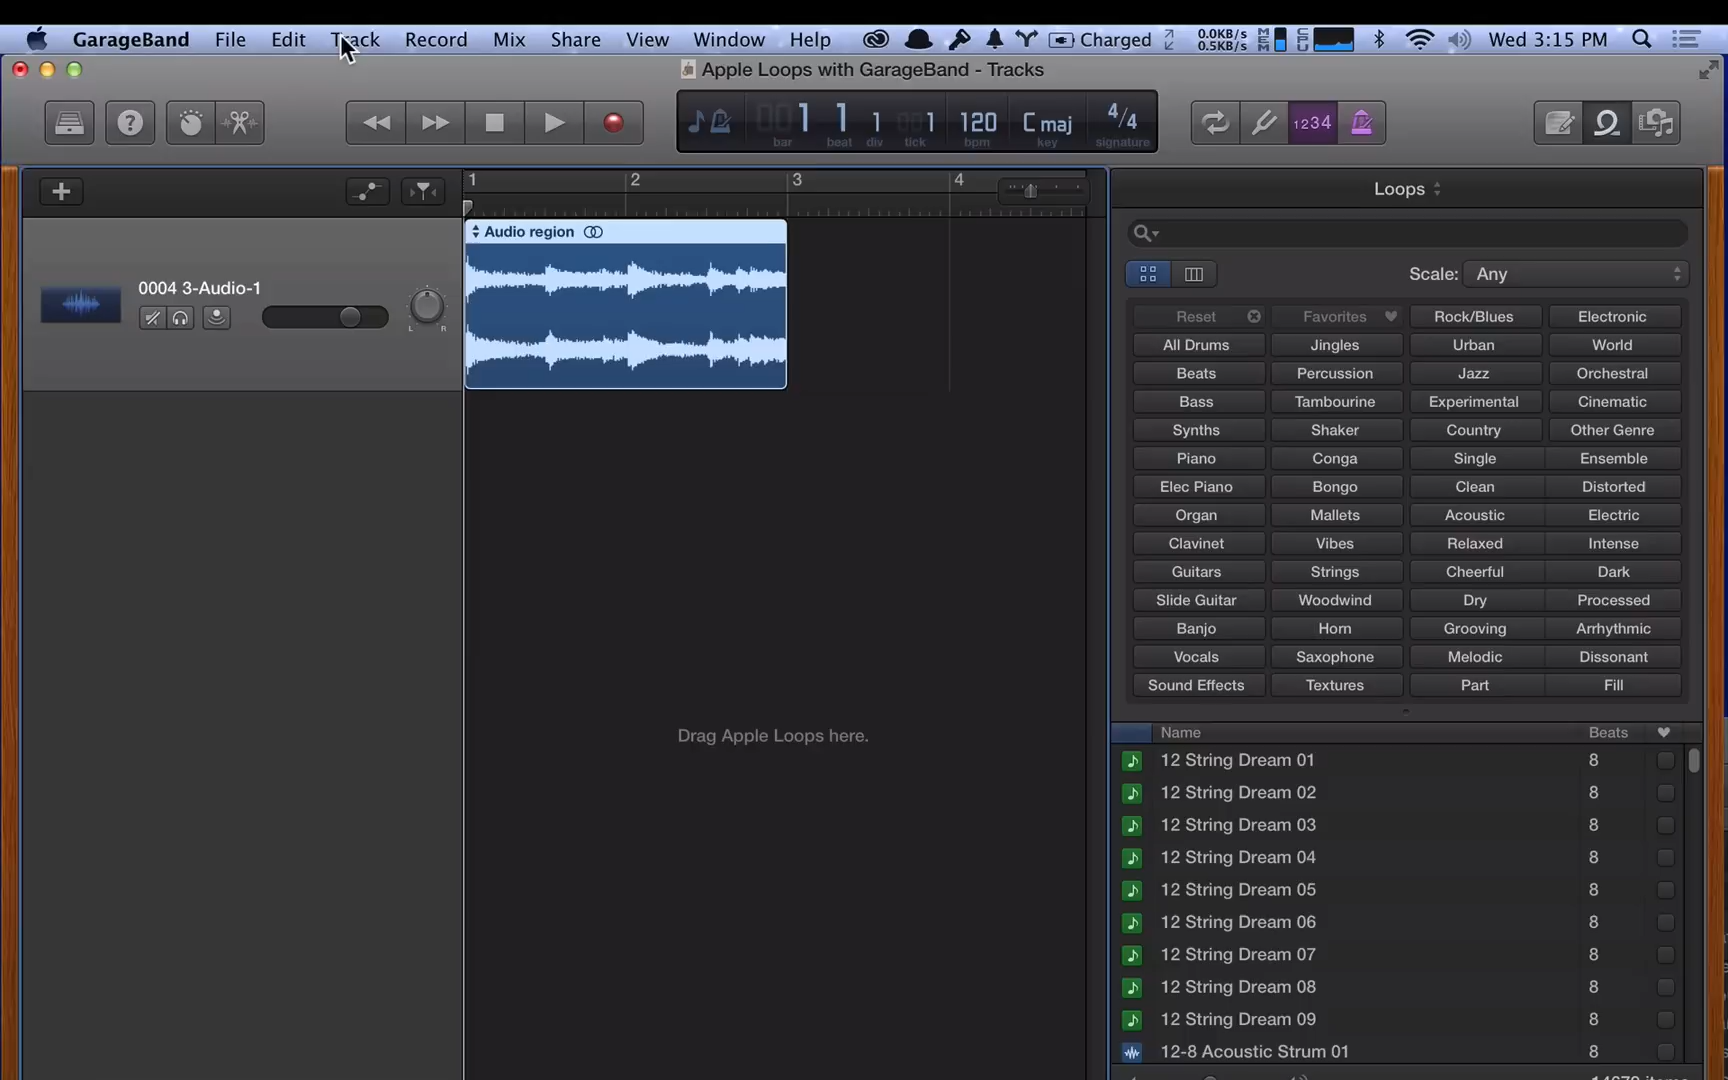 GarageBand File Edit Track Record Mix Share View Window Help Charged 0.0KB/s 0.5KB/s MEM CPU Wed 3:15 PM
Apple Loops with GarageBand - Tracks
1 1 1 1 120 C maj 4/4
bar beat div tick bpm key signature
1234
1 2 3 4
Loops
Audio region
0004 3-Audio-1
L R
Scale: Any
Reset Favorites Rock/Blues Electronic
All Drums Jingles Urban World
Beats Percussion Jazz Orchestral
Bass Tambourine Experimental Cinematic
Synths Shaker Country Other Genre
Piano Conga Single Ensemble
Elec Piano Bongo Clean Distorted
Organ Mallets Acoustic Electric
Clavinet Vibes Relaxed Intense
Guitars Strings Cheerful Dark
Slide Guitar Woodwind Dry Processed
Banjo Horn Grooving Arrhythmic
Vocals Saxophone Melodic Dissonant
Sound Effects Textures Part Fill
Drag Apple Loops here.
Name Beats
12 String Dream 01 8
12 String Dream 02 8
12 String Dream 03 8
12 String Dream 04 8
12 String Dream 05 8
12 String Dream 06 8
12 String Dream 07 8
12 String Dream 08 8
12 String Dream 09 8
12-8 Acoustic Strum 01 8